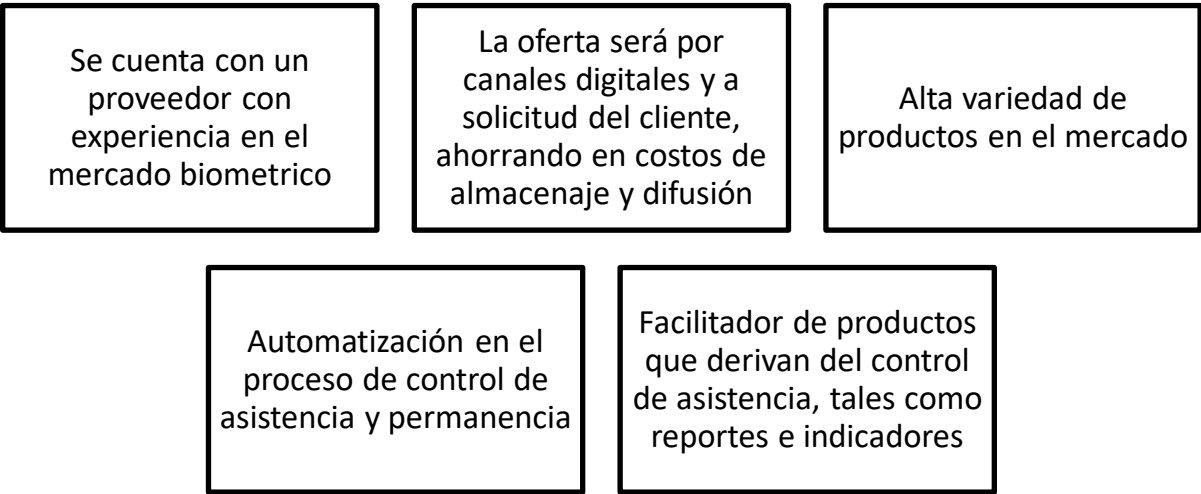 Se cuenta con un
proveedor con
experiencia en el
mercado biometrico
La oferta será por
canales digitales y a
solicitud del cliente,
ahorrando en costos de
almacenaje y difusión
Alta variedad de
productos en el mercado
Automatización en el
proceso de control de
asistencia y permanencia
Facilitador de productos
que derivan del control
de asistencia, tales como
reportes e indicadores